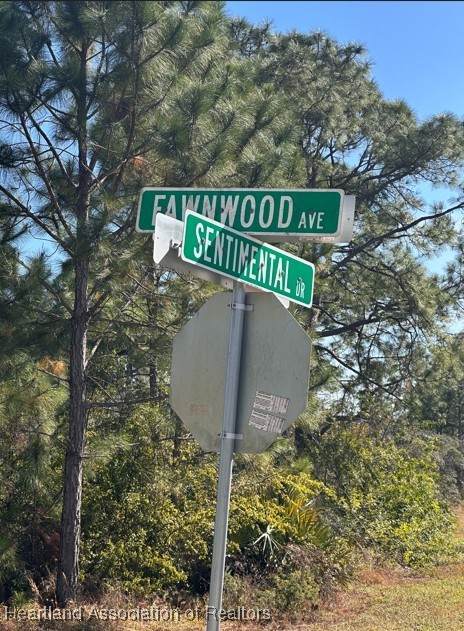 FAWNWOOD AVE
SENTIMENTAL DR
Heartland Association of Realtors